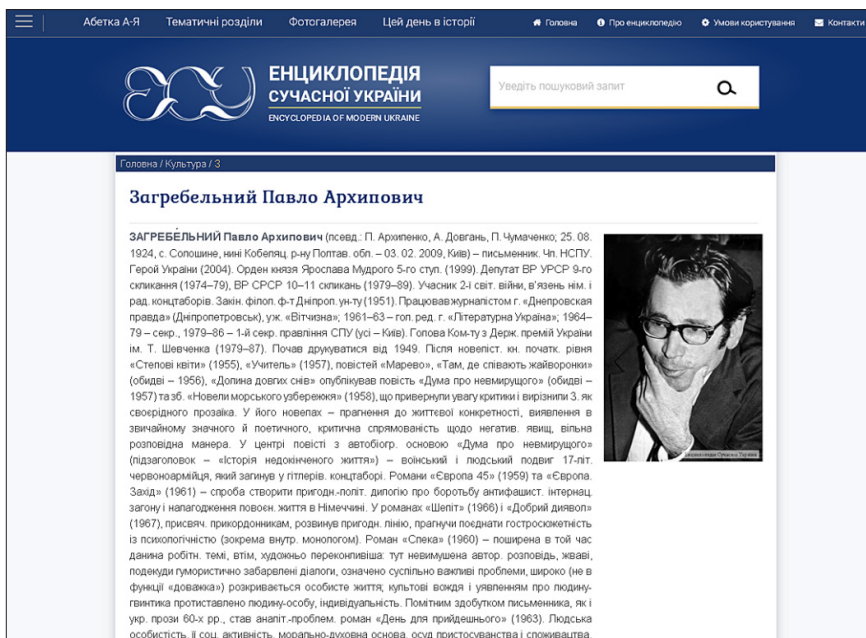 Абетка А-Я Тематичні розділи Фотогалерея Цей день в історії Головна Про енциклопедію Умови користування Контакти
ЕСУ
ЕНЦИКЛОПЕДІЯ
СУЧАСНОЇ УКРАЇНИ
ENCYCLOPEDIA OF MODERN UKRAINE
Уведіть пошуковий запит
Головна / Культура / З
Загребельний Павло Архипович
ЗАГРЕБЕ́ЛЬНИЙ Павло Архипович (псевд.: П. Архипенко, А. Довгань, П. Чумаченко; 25. 08.
1924, с. Солошине, нині Кобеляц. р-ну Полтав. обл. – 03. 02. 2009, Київ) – письменник. Чл. НСПУ.
Герой України (2004). Орден князя Ярослава Мудрого 5-го ступ. (1999). Депутат ВР УРСР 9-го
скликання (1974–79), ВР СРСР 10–11 скликань (1979–89). Учасник 2-ї світ. війни, в'язень нім. і
рад. концтаборів. Закін. філол. ф-т Дніпроп. ун-ту (1951). Працював журналістом г. «Днепровская
правда» (Дніпропетровськ), уж. «Вітчизна»; 1961–63 – гол. ред. г. «Літературна Україна»; 1964–
79 – секр., 1979–86 – 1-й секр. правління СПУ (усі – Київ). Голова Ком-ту з Держ. премій України
ім. Т. Шевченка (1979–87). Почав друкуватися від 1949. Після новеліст. кн. початк. рівня
«Степові квіти» (1955), «Учитель» (1957), повістей «Марево», «Там, де співають жайворонки»
(обидві – 1956), «Долина довгих снів» опублікував повість «Дума про невмирущого» (обидві –
1957) та зб. «Новели морського узбережжя» (1958), що привернули увагу критики і вирізнили З. як
своєрідного прозаїка. У його новелах – прагнення до життєвої конкретності, виявлення в
звичайному значного й поетичного, критична спрямованість щодо негатив. явищ, вільна
розповідна манера. У центрі повісті з автобіогр. основою «Дума про невмирущого»
(підзаголовок – «Історія недокінченого життя») – воїнський і людський подвиг 17-літ.
червоноармійця, який загинув у гітлерів. концтаборі. Романи «Європа 45» (1959) та «Європа.
Захід» (1961) – спроба створити пригодн.-політ. дилогію про боротьбу антифашист. інтернац.
загону і налагодження повоєн. життя в Німеччині. У романах «Шепіт» (1966) і «Добрий диявол»
(1967), присвяч. прикордонникам, розвинув пригодн. лінію, прагнучи поєднати гостросюжетність
із психологічністю (зокрема внутр. монологом). Роман «Спека» (1960) – поширена в той час
данина робітн. темі, втім, художньо переконливіша: тут невимушена автор. розповідь, жваві,
подекуди гумористично забарвлені діалоги, означено суспільно важливі проблеми, широко (не в
функції «доважка») розкривається особисте життя; культові вождя і уявленням про людину-
гвинтика протиставлено людину-особу, індивідуальність. Помітним здобутком письменника, як і
укр. прози 60-х рр., став аналіт.-проблем. роман «День для прийдешнього» (1963). Людська
особистість, її соц. активність, морально-духовна основа, осуд пристосуванства і споживацтва,